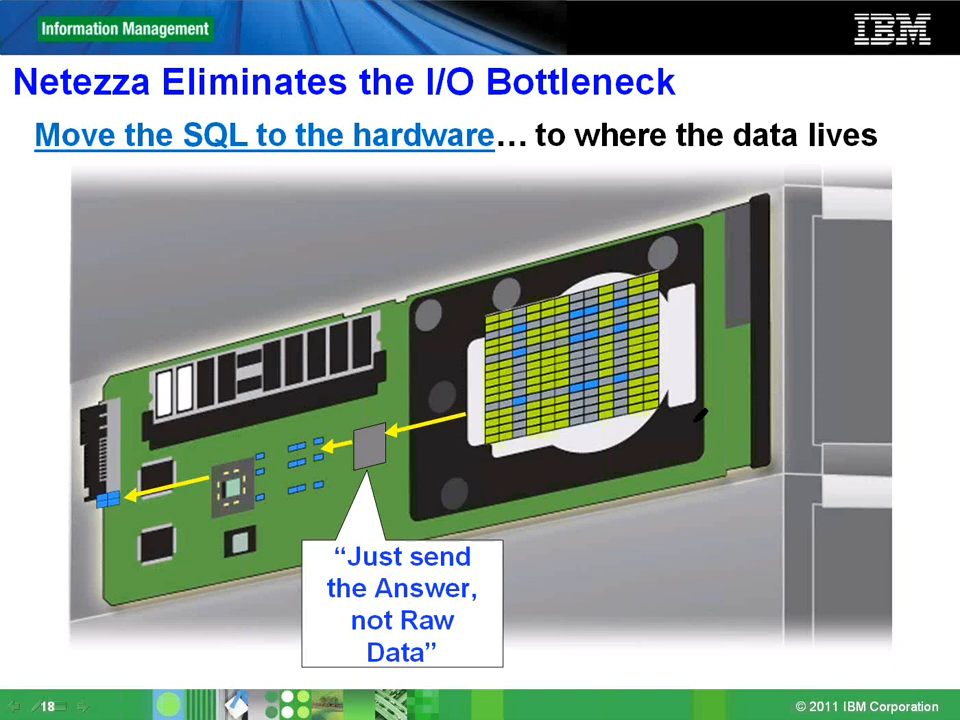 Information Management
IBM
Netezza Eliminates the I/O Bottleneck
Move the SQL to the hardware… to where the data lives
“Just send
the Answer,
not Raw
Data”
18
© 2011 IBM Corporation